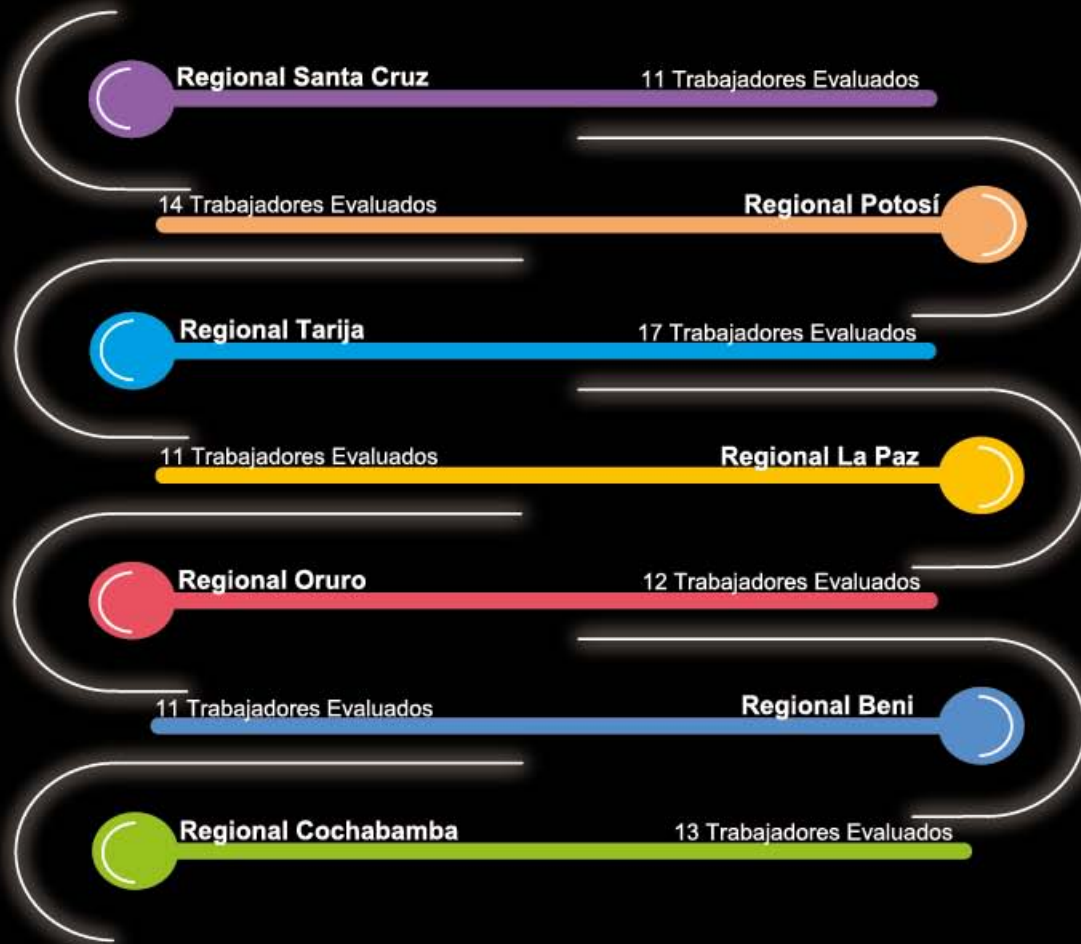 Regional Santa Cruz 11 Trabajadores Evaluados
14 Trabajadores Evaluados Regional Potosí
Regional Tarija 17 Trabajadores Evaluados
11 Trabajadores Evaluados Regional La Paz
Regional Oruro 12 Trabajadores Evaluados
11 Trabajadores Evaluados Regional Beni
Regional Cochabamba 13 Trabajadores Evaluados